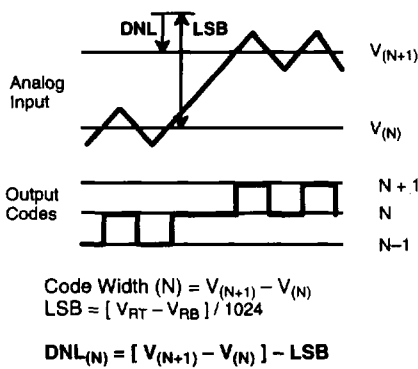 DNL LSB
V(N+1)
Analog
Input
V(N)
Output
Codes
N + 1
N
N–1
Code Width (N) = V(N+1) – V(N)
LSB = [ VRT – VRB ] / 1024
DNL(N) = [ V(N+1) – V(N) ] – LSB